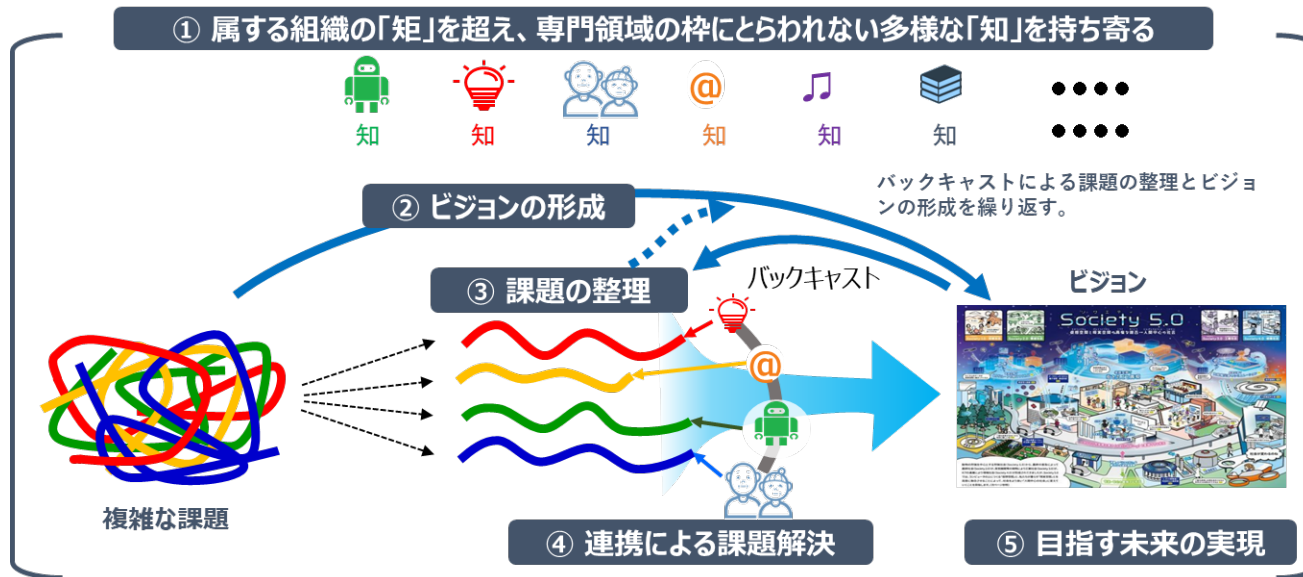 ① 属する組織の「矩」を超え、専門領域の枠にとらわれない多様な「知」を持ち寄る
@
知 知 知 知 知 知
② ビジョンの形成
バックキャストによる課題の整理とビジョ
ンの形成を繰り返す。
③ 課題の整理
バックキャスト
ビジョン
@
Society 5.0
複雑な課題
④ 連携による課題解決
⑤ 目指す未来の実現